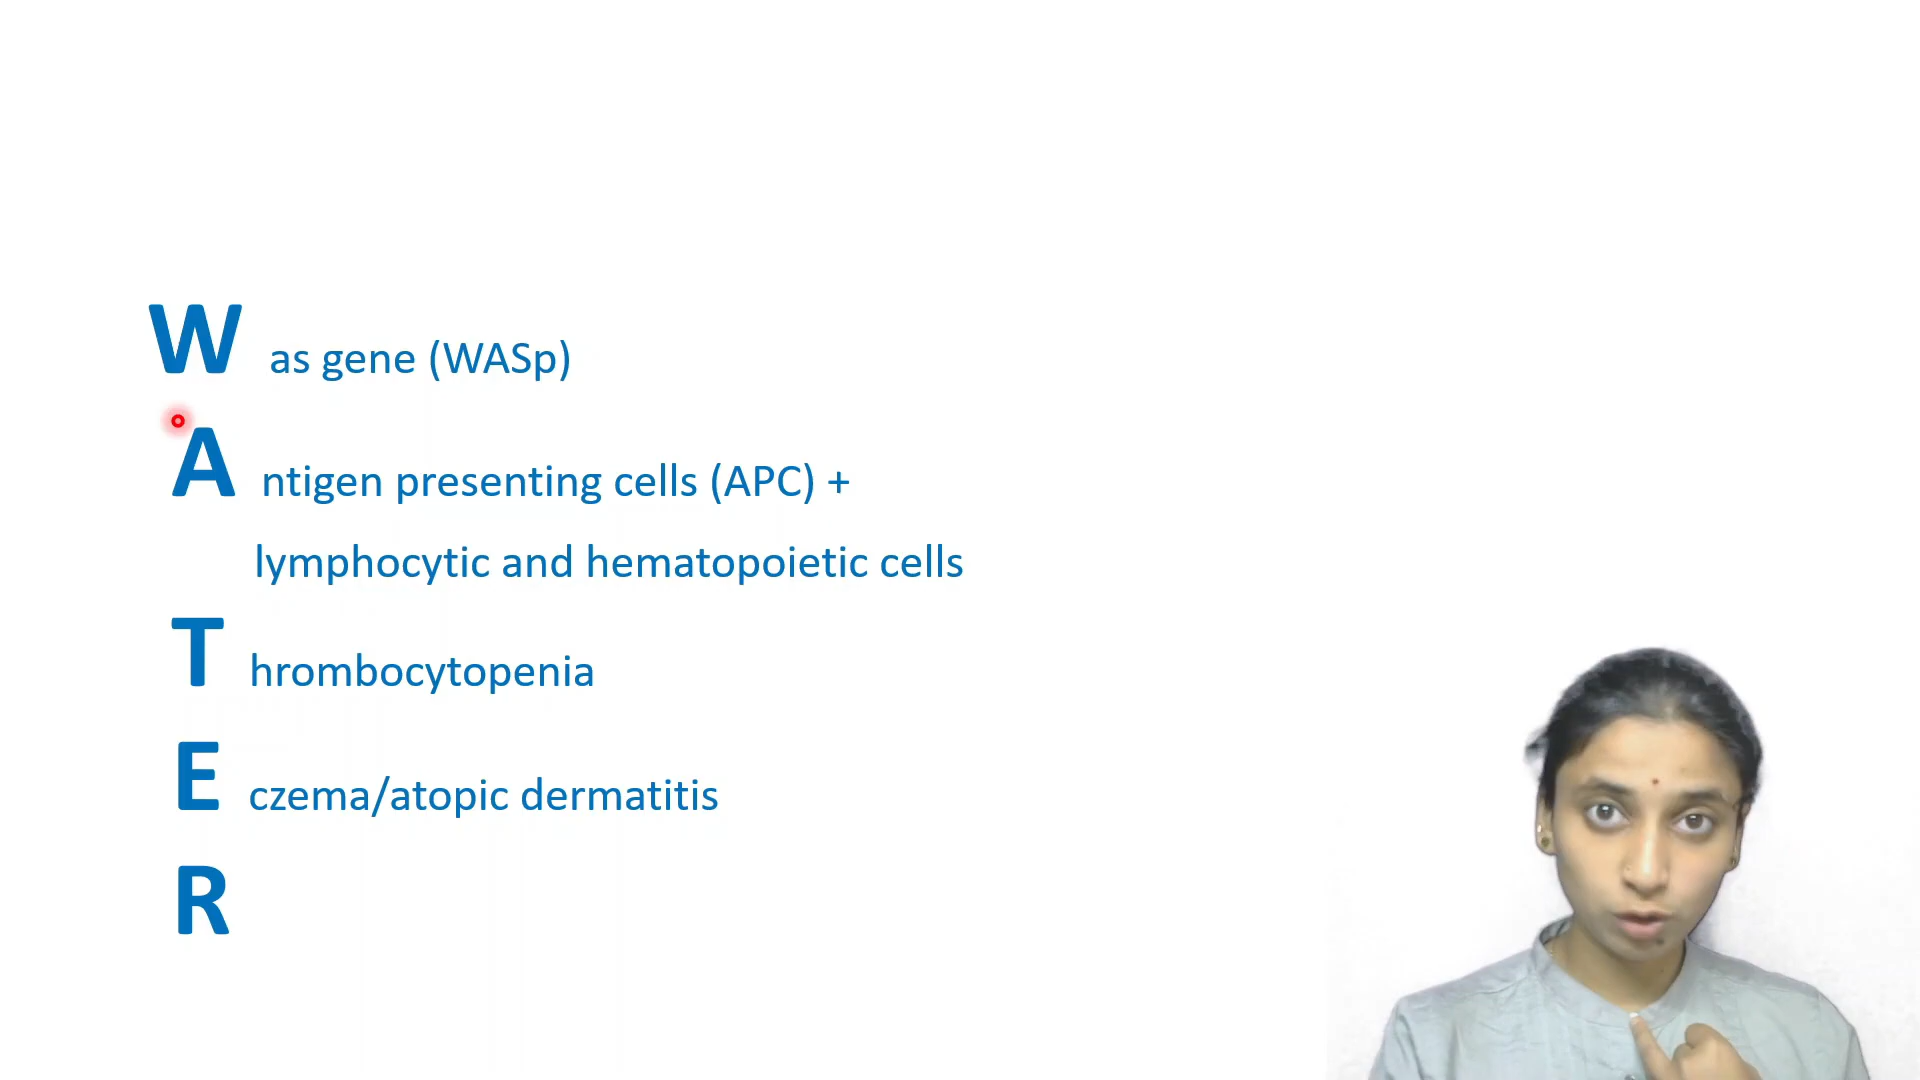 W as gene (WASp)
A ntigen presenting cells (APC) +
lymphocytic and hematopoietic cells
T hrombocytopenia
E czema/atopic dermatitis
R